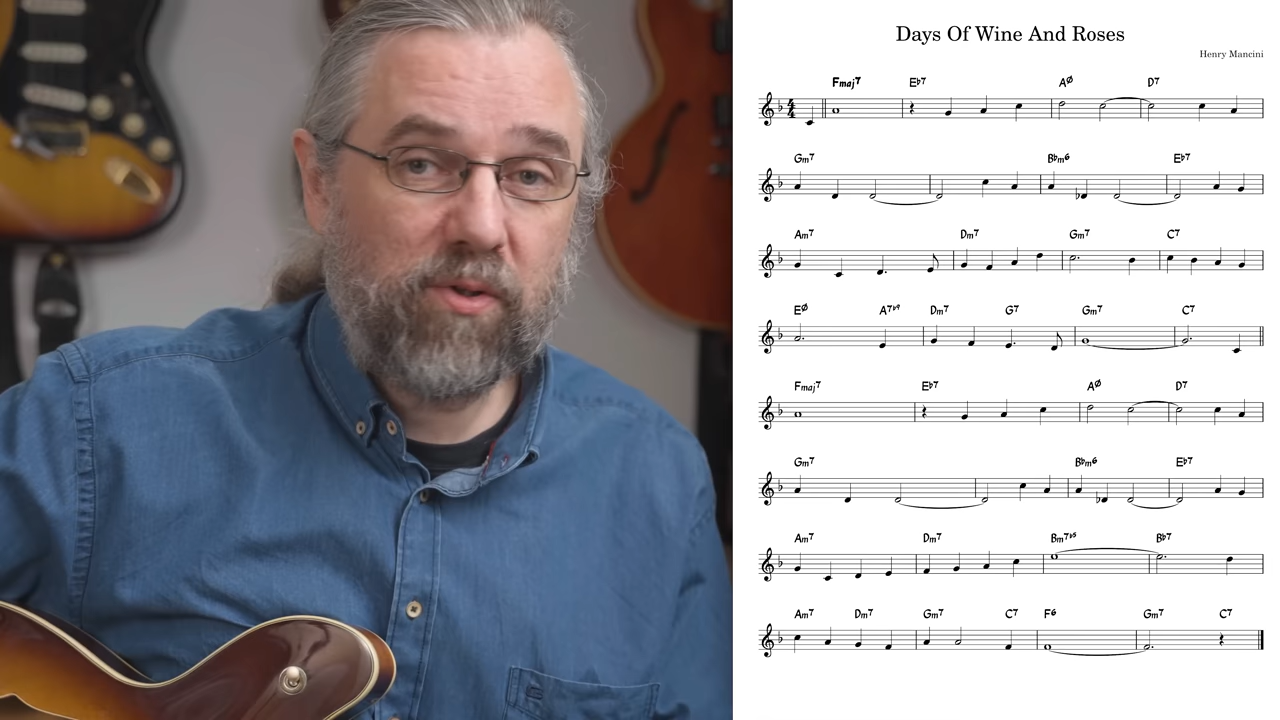 Days Of Wine And Roses
Henry Mancini
Fmaj7 E♭7 AØ D7
4/4
Gm7 B♭m6 E♭7
Am7 Dm7 Gm7 C7
EØ A7♭9 Dm7 G7 Gm7 C7
Fmaj7 E♭7 AØ D7
Gm7 B♭m6 E♭7
Am7 Dm7 Bm7♭5 B♭7
Am7 Dm7 Gm7 C7 F6 Gm7 C7